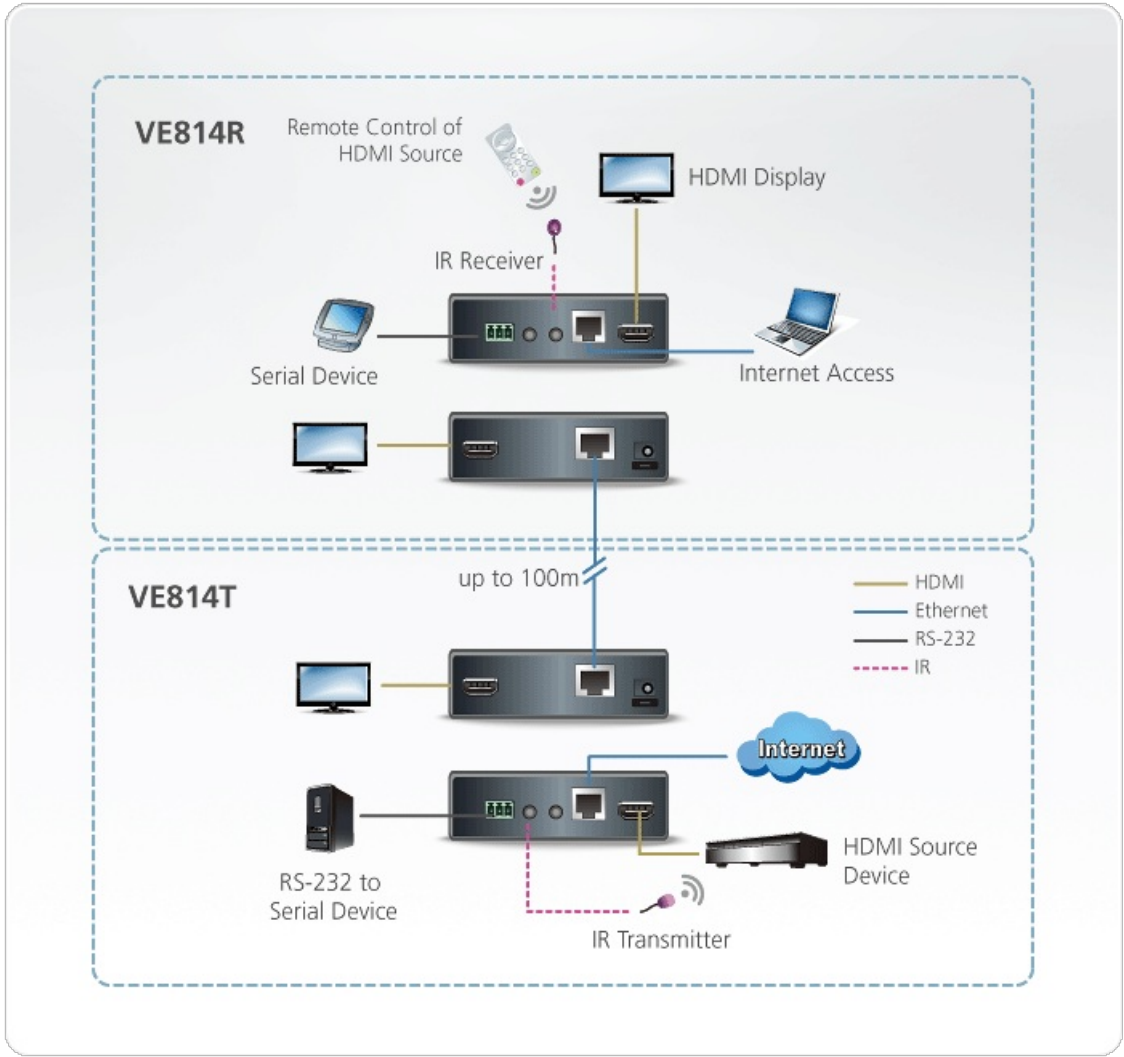 VE814R
Remote Control of
HDMI Source
HDMI Display
IR Receiver
Serial Device
Internet Access
up to 100m
VE814T
HDMI
Ethernet
RS-232
IR
Internet
RS-232 to
Serial Device
HDMI Source
Device
IR Transmitter